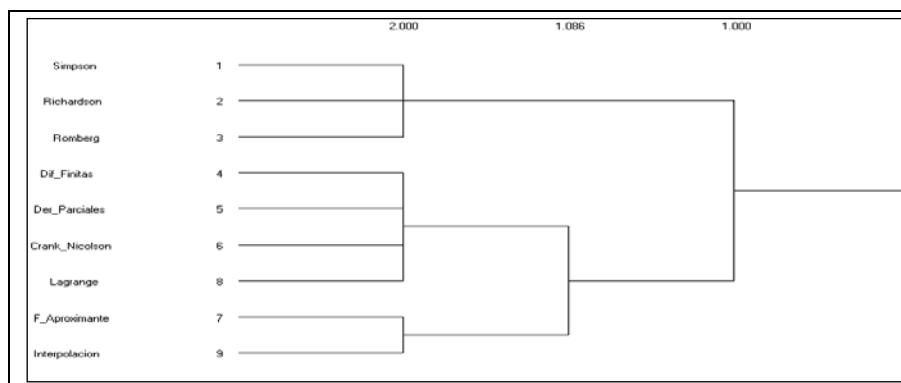 2.000 1.086 1.000
Simpson 1
Richardson 2
Romberg 3
Dif_Finitas 4
Der_Parciales 5
Crank_Nicolson 6
Lagrange 8
F_Aproximante 7
Interpolacion 9